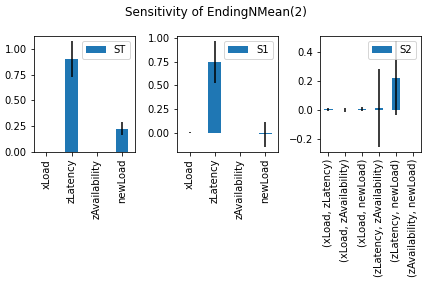 Sensitivity of EndingNMean(2)
1.00
0.75
0.50
0.25
0.00
ST
xLoad
zLatency
zAvailability
newLoad
1.00
0.75
0.50
0.25
0.00
S1
xLoad
zLatency
zAvailability
newLoad
0.4
0.2
0.0
−0.2
S2
(xLoad, zLatency)
(xLoad, zAvailability)
(xLoad, newLoad)
(zLatency, zAvailability)
(zLatency, newLoad)
(zAvailability, newLoad)